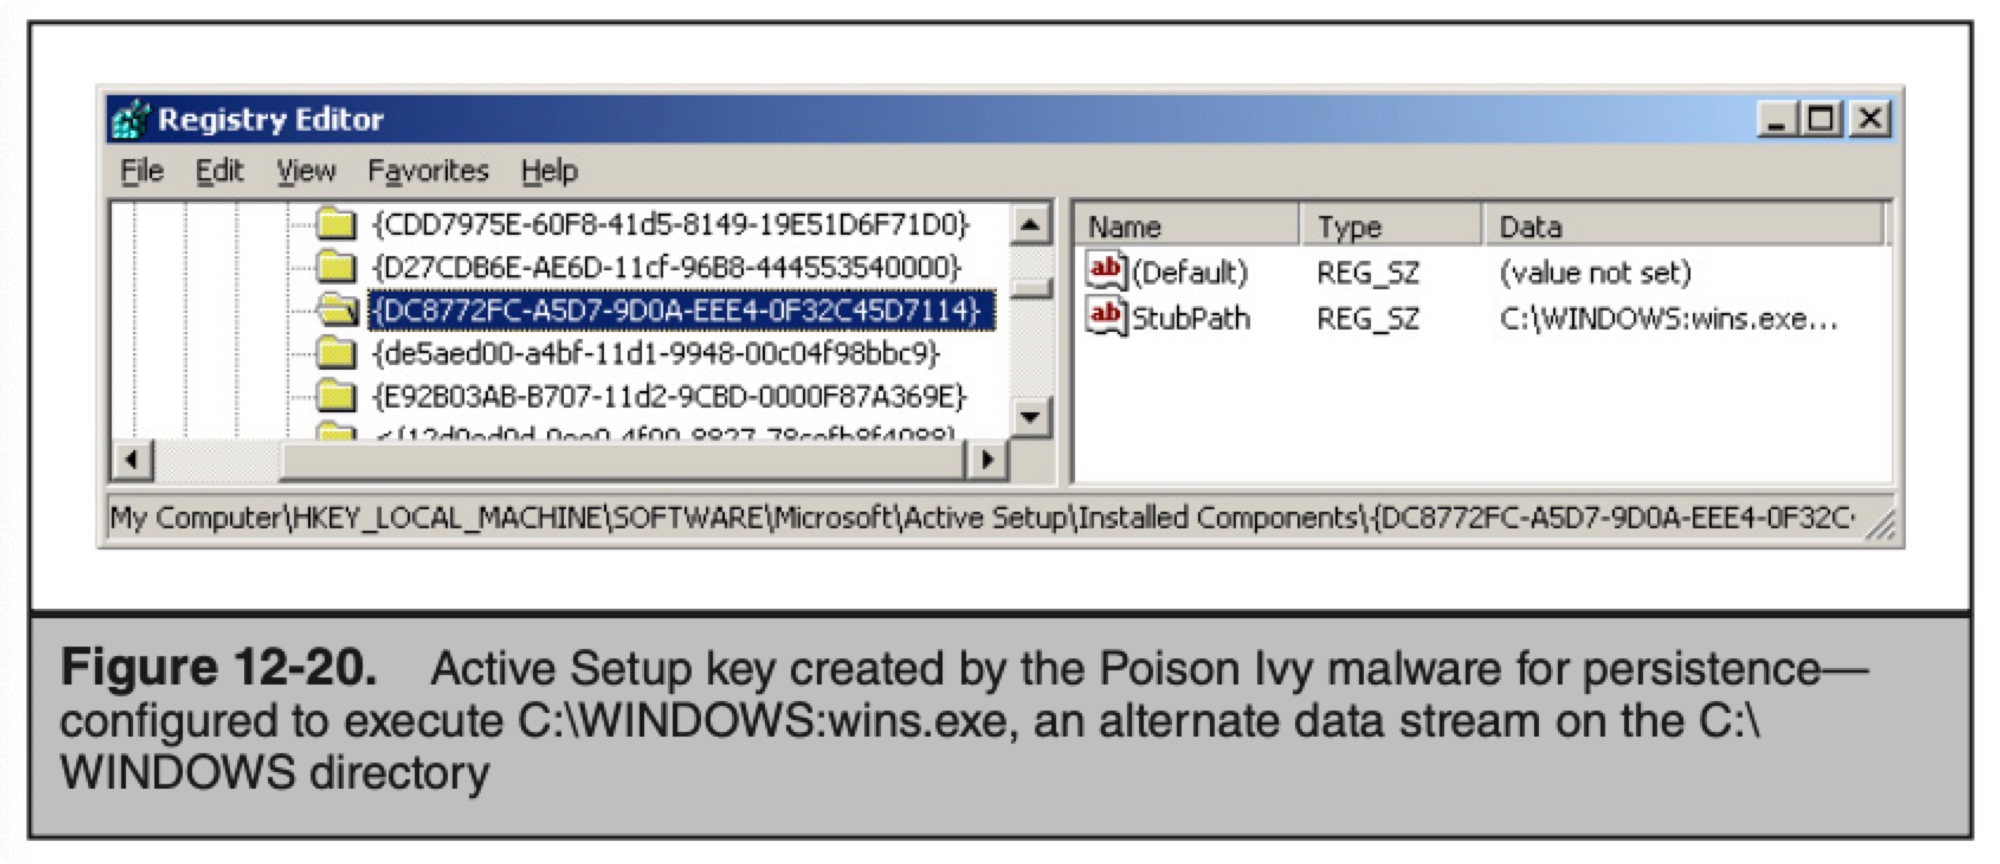 Registry Editor
File Edit View Favorites Help
{CDD7975E-60F8-41d5-8149-19E51D6F71D0}
{D27CDB6E-AE6D-11cf-96B8-444553540000}
{DC8772FC-A5D7-9D0A-EEE4-0F32C45D7114}
{de5aed00-a4bf-11d1-9948-00c04f98bbc9}
{E92B03AB-B707-11d2-9CBD-0000F87A369E}
Name Type Data
ab (Default) REG_SZ (value not set)
ab StubPath REG_SZ C:\WINDOWS:wins.exe...
My Computer\HKEY_LOCAL_MACHINE\SOFTWARE\Microsoft\Active Setup\Installed Components\{DC8772FC-A5D7-9D0A-EEE4-0F32C
Figure 12-20. Active Setup key created by the Poison Ivy malware for persistence—
configured to execute C:\WINDOWS:wins.exe, an alternate data stream on the C:\
WINDOWS directory